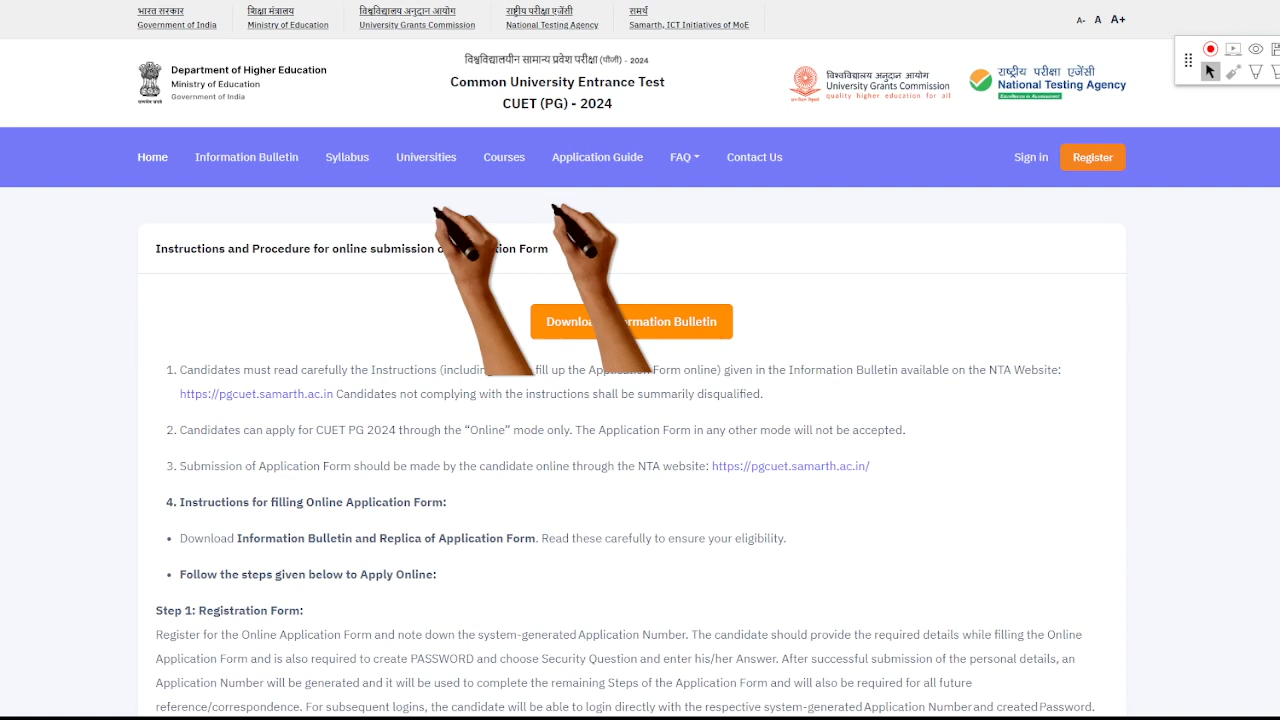 भारत सरकार
Government of India
शिक्षा मंत्रालय
Ministry of Education
विश्वविद्यालय अनुदान आयोग
University Grants Commission
राष्ट्रीय परीक्षा एजेंसी
National Testing Agency
समर्थ
Samarth, ICT Initiatives of MoE
A- A A+
Department of Higher Education
Ministry of Education
Government of India
विश्वविद्यालयीन सामान्य प्रवेश परीक्षा (पीजी) - 2024
Common University Entrance Test
CUET (PG) - 2024
विश्वविद्यालय अनुदान आयोग
University Grants Commission
quality higher education for all
राष्ट्रीय परीक्षा एजेंसी
National Testing Agency
Excellence in Assessment
Home Information Bulletin Syllabus Universities Courses Application Guide FAQ Contact Us Sign in Register
Instructions and Procedure for online submission tion Form
Downlo rmation Bulletin
1. Candidates must read carefully the Instructions (includin fill up the App Form online) given in the Information Bulletin available on the NTA Website:
https://pgcuet.samarth.ac.in Candidates not complying with the instructions shall be summarily disqualified.
2. Candidates can apply for CUET PG 2024 through the “Online” mode only. The Application Form in any other mode will not be accepted.
3. Submission of Application Form should be made by the candidate online through the NTA website: https://pgcuet.samarth.ac.in/
4. Instructions for filling Online Application Form:
• Download Information Bulletin and Replica of Application Form. Read these carefully to ensure your eligibility.
• Follow the steps given below to Apply Online:
Step 1: Registration Form:
Register for the Online Application Form and note down the system-generated Application Number. The candidate should provide the required details while filling the Online
Application Form and is also required to create PASSWORD and choose Security Question and enter his/her Answer. After successful submission of the personal details, an
Application Number will be generated and it will be used to complete the remaining Steps of the Application Form and will also be required for all future
reference/correspondence. For subsequent logins, the candidate will be able to login directly with the respective system-generated Application Number and created Password.